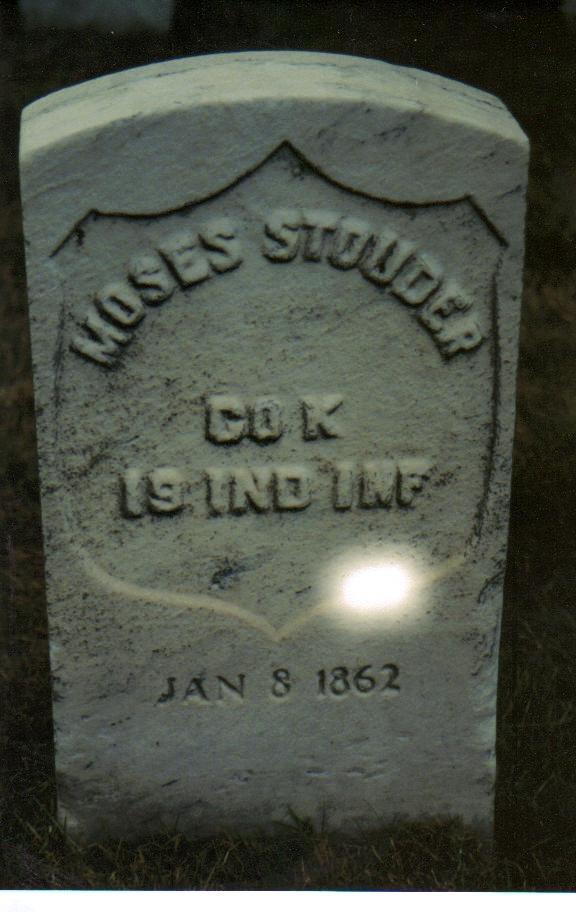 MOSES STOUDER
CO K
19 IND INF
JAN 8 1862